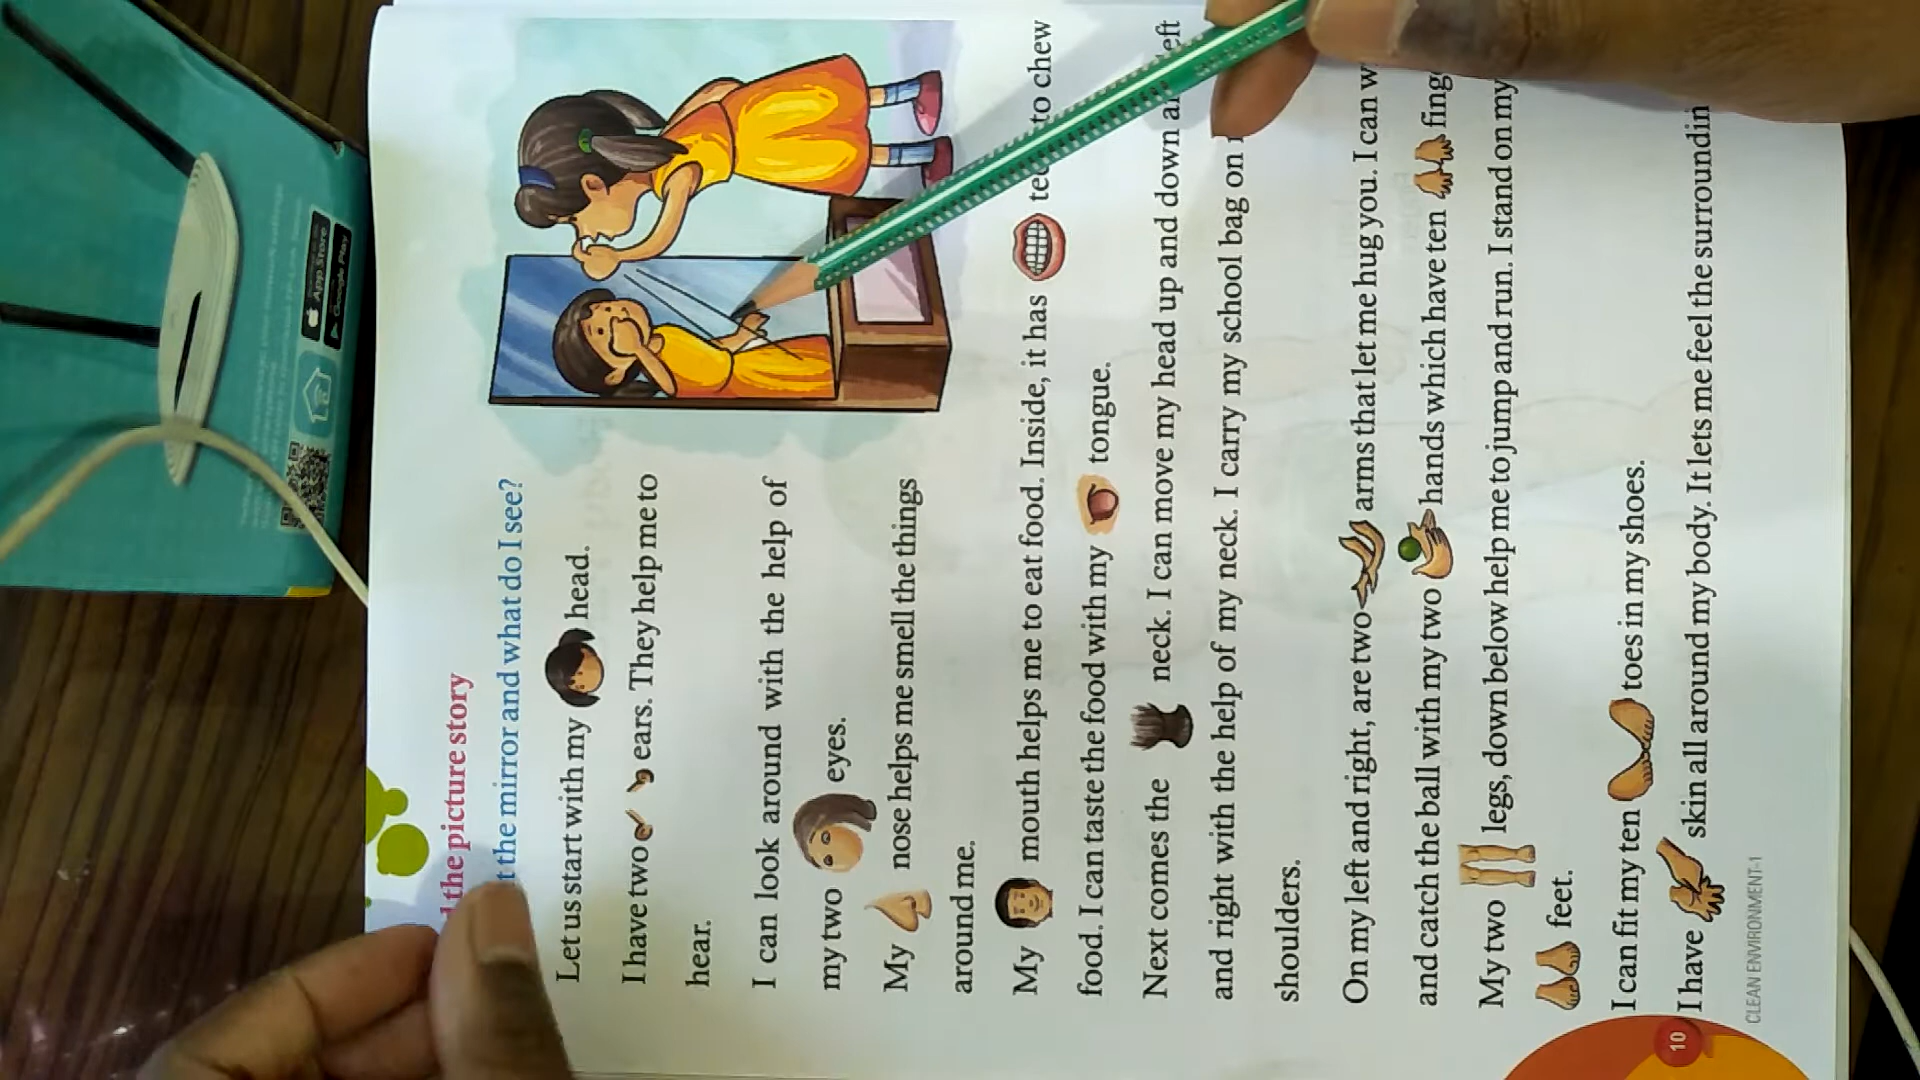 the picture story
the mirror and what do I see?
Let us start with my head.
I have two ears. They help me to
hear.
I can look around with the help of
my two eyes.
My nose helps me smell the things
around me.
My mouth helps me to eat food. Inside, it has to chew
food. I can taste the food with my tongue.
Next comes the neck. I can move my head up and down
and right with the help of my neck. I carry my school bag on
shoulders.
On my left and right, are two arms that let me hug you. I can
and catch the ball with my two hands which have ten
My two legs, down below help me to jump and run. I stand on my
feet.
I can fit my ten toes in my shoes.
I have skin all around my body. It lets me feel the
10
CLEAN ENVIRONMENT-1
App Store
Google Play